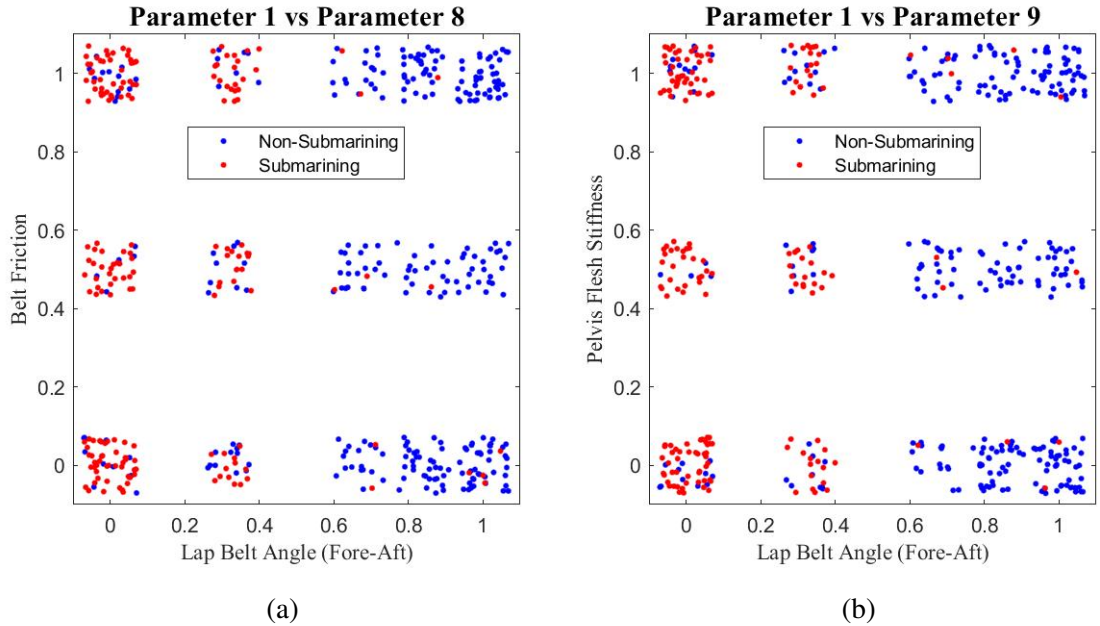 Parameter 1 vs Parameter 8
Belt Friction
1
0.8
0.6
0.4
0.2
0
Non-Submarining
Submarining
0 0.2 0.4 0.6 0.8 1
Lap Belt Angle (Fore-Aft)
(a)
Parameter 1 vs Parameter 9
Pelvis Flesh Stiffness
1
0.8
0.6
0.4
0.2
0
Non-Submarining
Submarining
0 0.2 0.4 0.6 0.8 1
Lap Belt Angle (Fore-Aft)
(b)